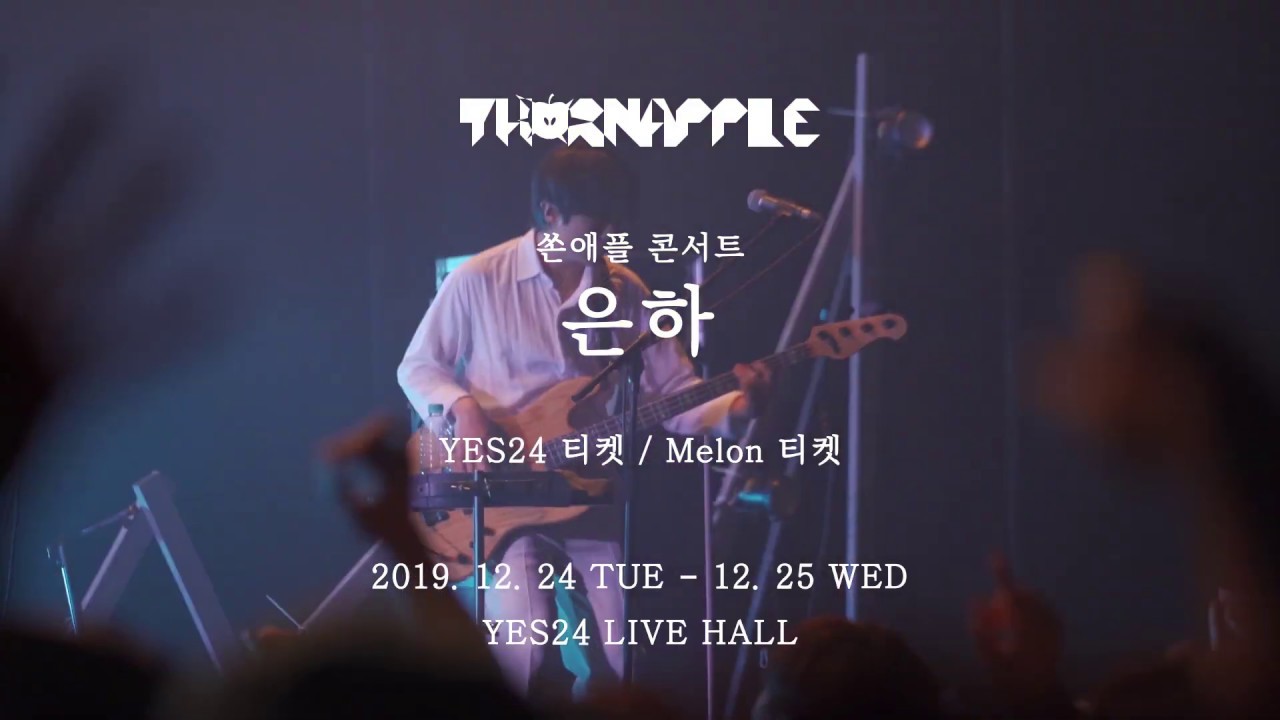 THORNAPPLE
쏜애플 콘서트
은하
YES24 티켓 / Melon 티켓
2019. 12. 24 TUE - 12. 25 WED
YES24 LIVE HALL